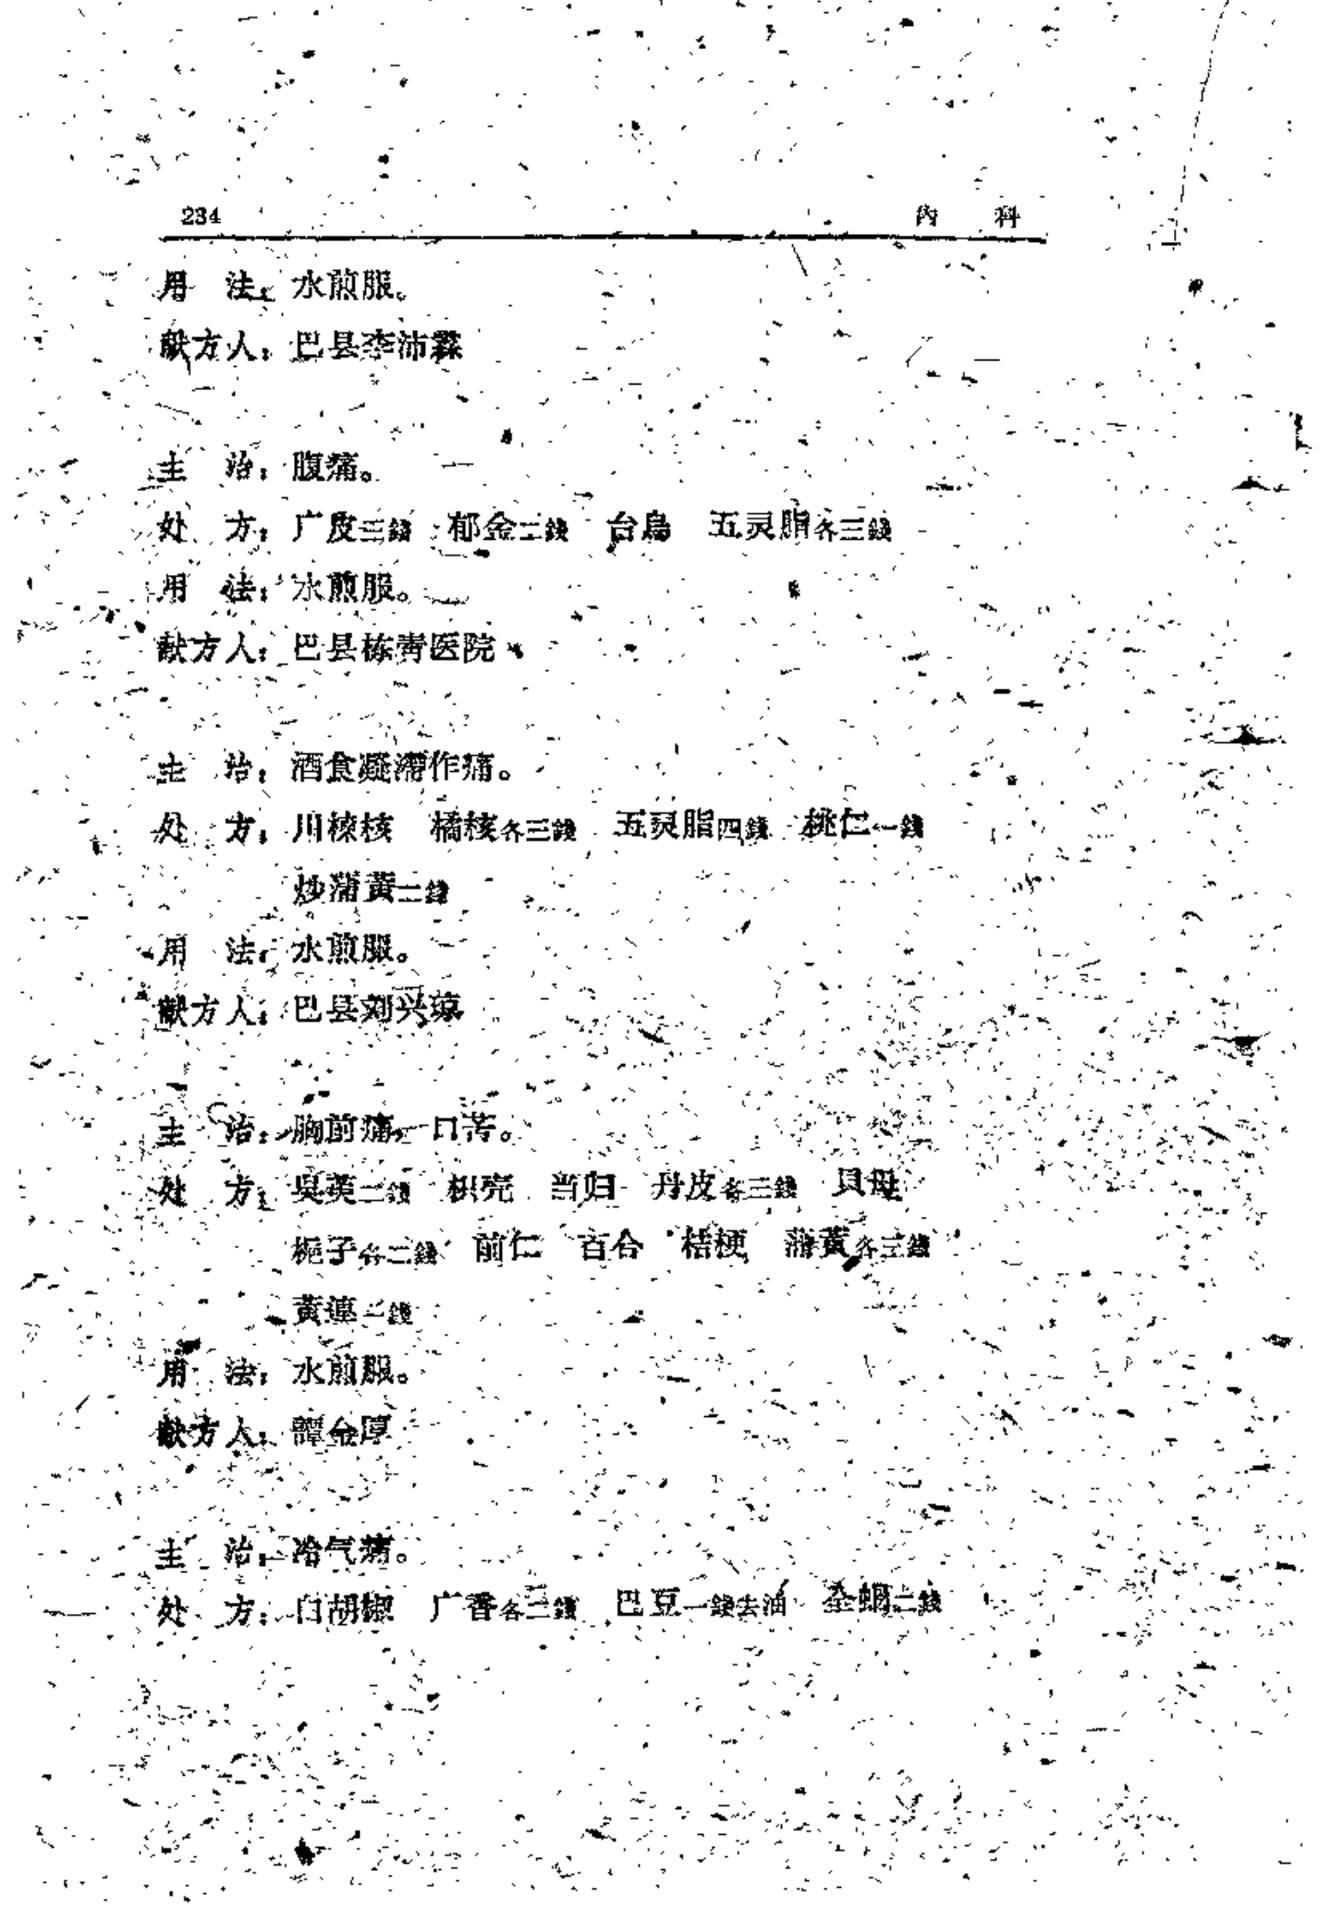 234 内 科
用 法：水煎服。
献方人：巴县李沛霖
主 治：腹痛。
处 方：广皮三錢 郁金二錢 台烏 五灵脂各三錢
用 法：水煎服。
献方人：巴县栋青医院
主 治：酒食凝滯作痛。
处 方：川楝核 橘核各三錢 五灵脂四錢 桃仁一錢
炒蒲黃二錢
用 法：水煎服。
献方人：巴县刘兴琼
主 治：胸前痛，口苦。
处 方：吳萸二錢 枳壳 当归 丹皮各三錢 貝母
梔子各二錢 前仁 百合 桔梗 蒲黃各三錢
黃連二錢
用 法：水煎服。
献方人：譚金厚
主 治：冷气痛。
处 方：白胡椒 广香各二錢 巴豆一錢去油 全蝎二錢